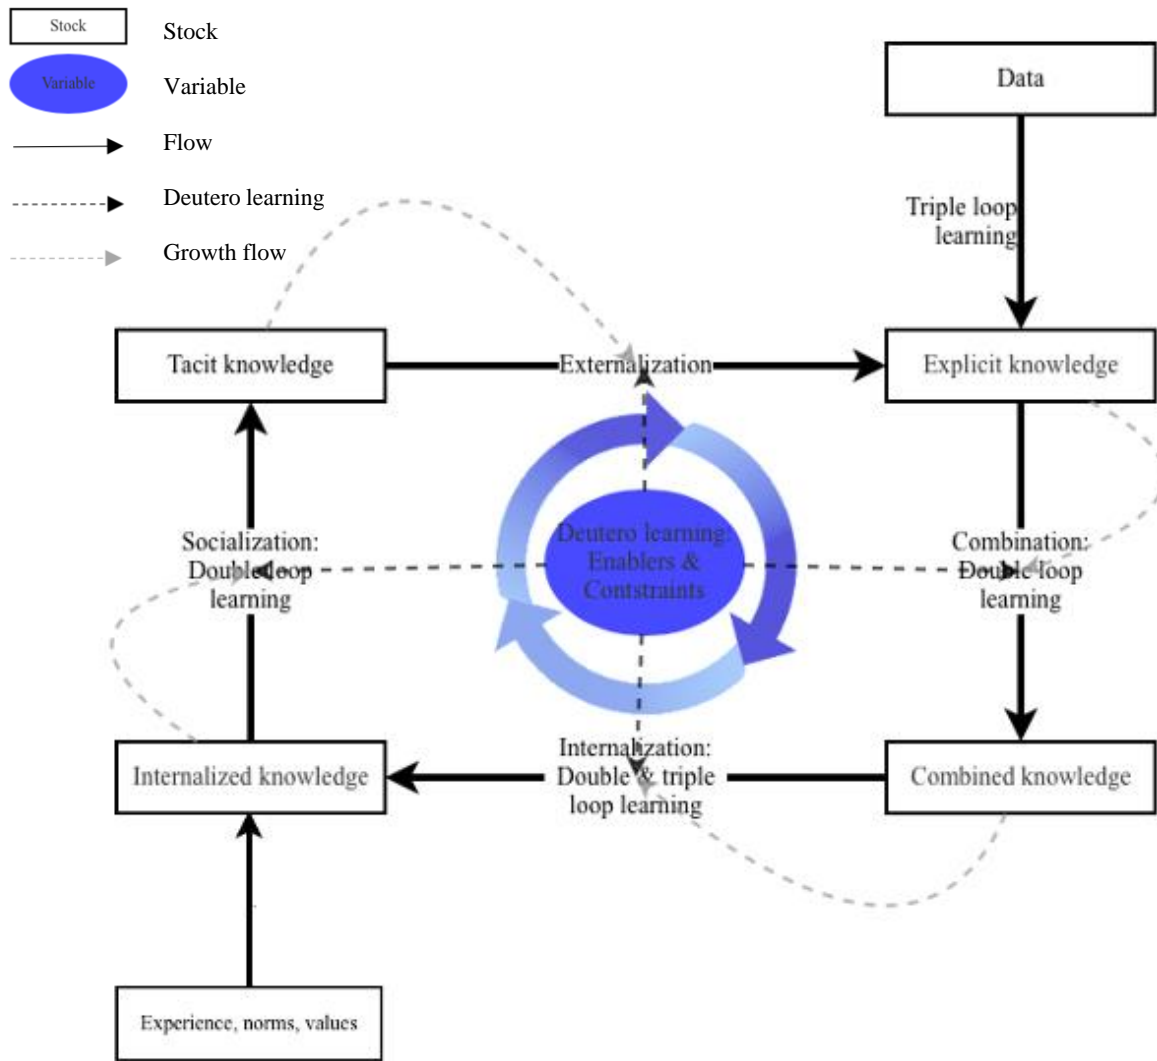 Stock
Stock
Variable
Variable
Flow
Deutero learning
Growth flow
Data
Triple loop
learning
Tacit knowledge
Externalization
Explicit knowledge
Socialization:
Double loop
learning
Deutero learning:
Enablers &
Contstraints
Combination:
Double loop
learning
Internalized knowledge
Internalization:
Double & triple
loop learning
Combined knowledge
Experience, norms, values